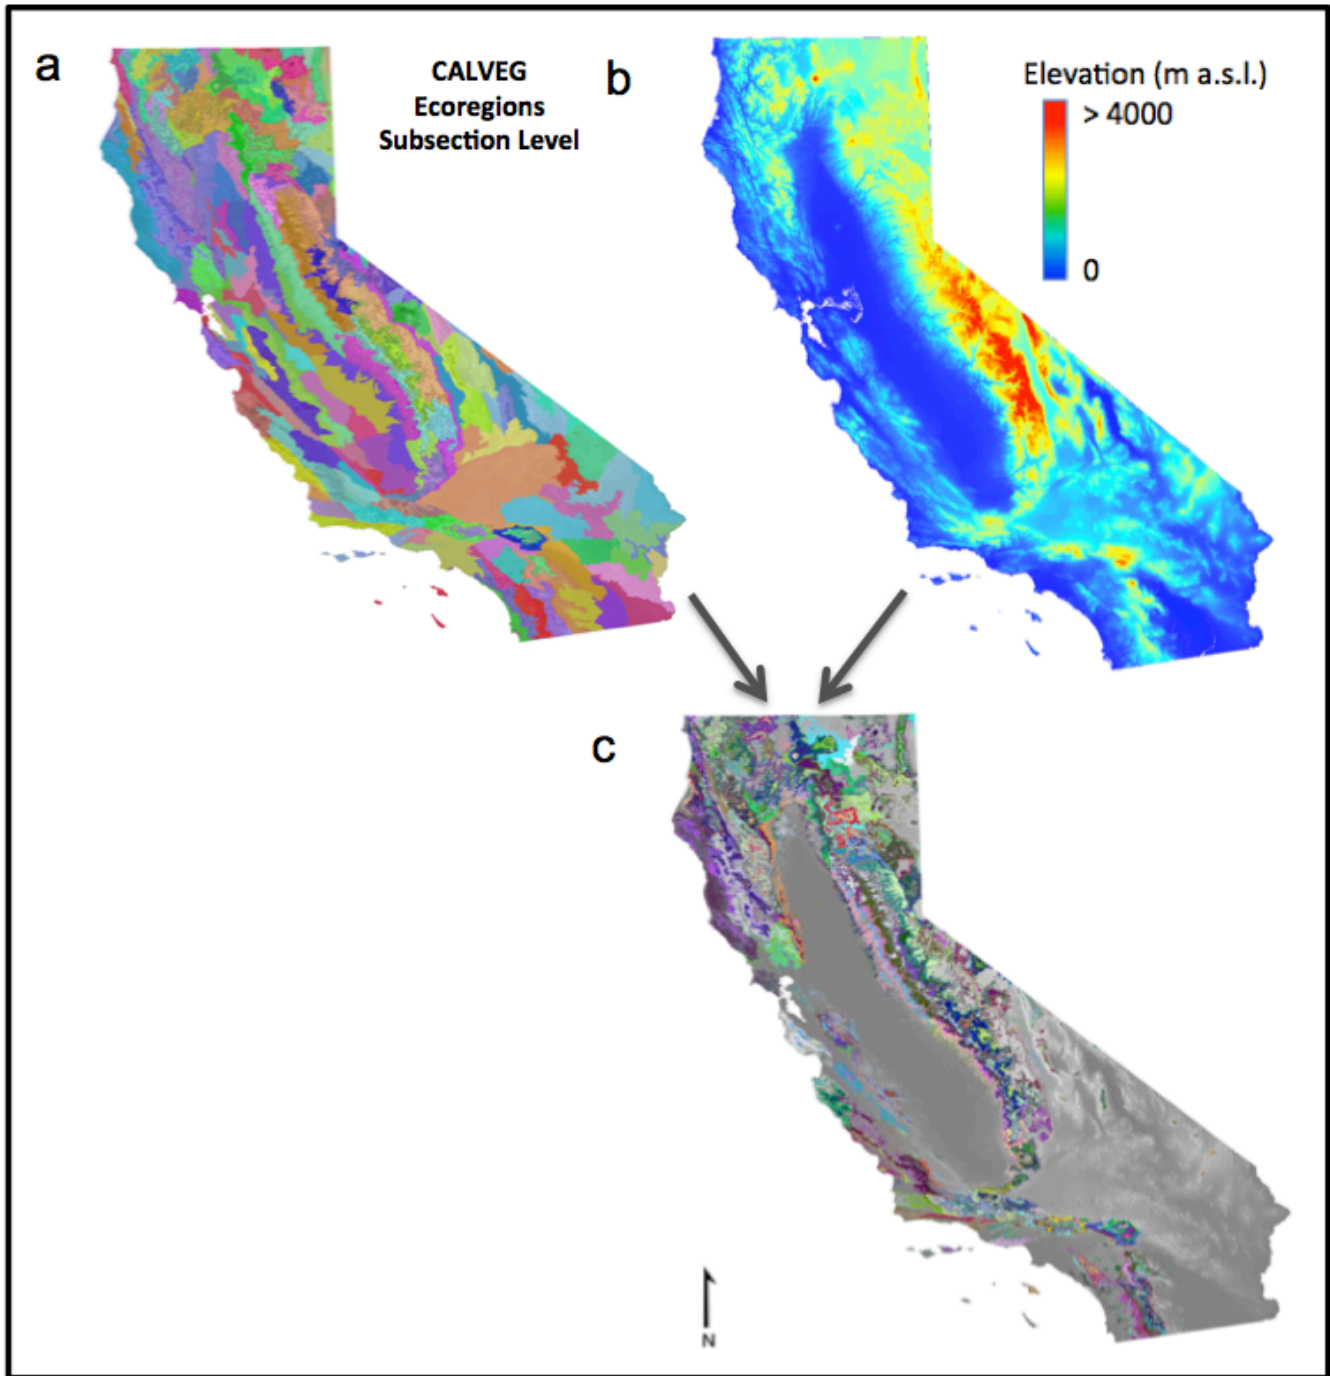 a
CALVEG
Ecoregions
Subsection Level
b
Elevation (m a.s.l.)
> 4000
0
c
N